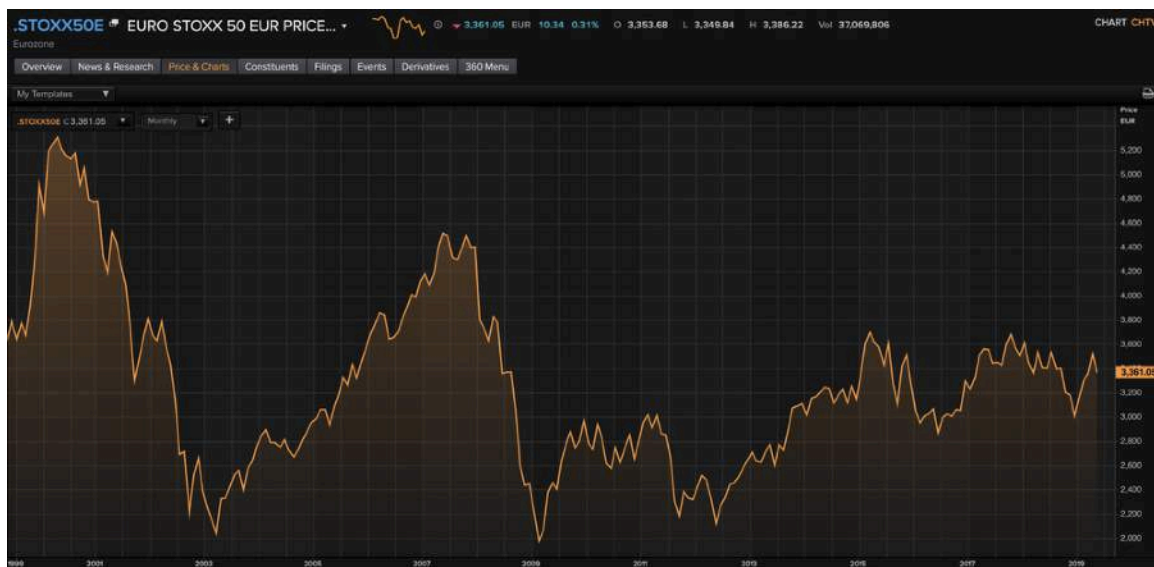 .STOXX50E EURO STOXX 50 EUR PRICE... 3,361.05 EUR 10.34 0.31% O 3,353.68 L 3,349.84 H 3,386.22 Vol 37,069,806 CHART CHTV
Eurozone
Overview News & Research Price & Charts Constituents Filings Events Derivatives 360 Menu
My Templates
.STOXX50E C 3,361.05 Monthly +
Price
EUR
5,200
5,000
4,800
4,600
4,400
4,200
4,000
3,800
3,600
3,361.05
3,200
3,000
2,800
2,600
2,400
2,200
2,000
1999 2001 2003 2005 2007 2009 2011 2013 2015 2017 2019